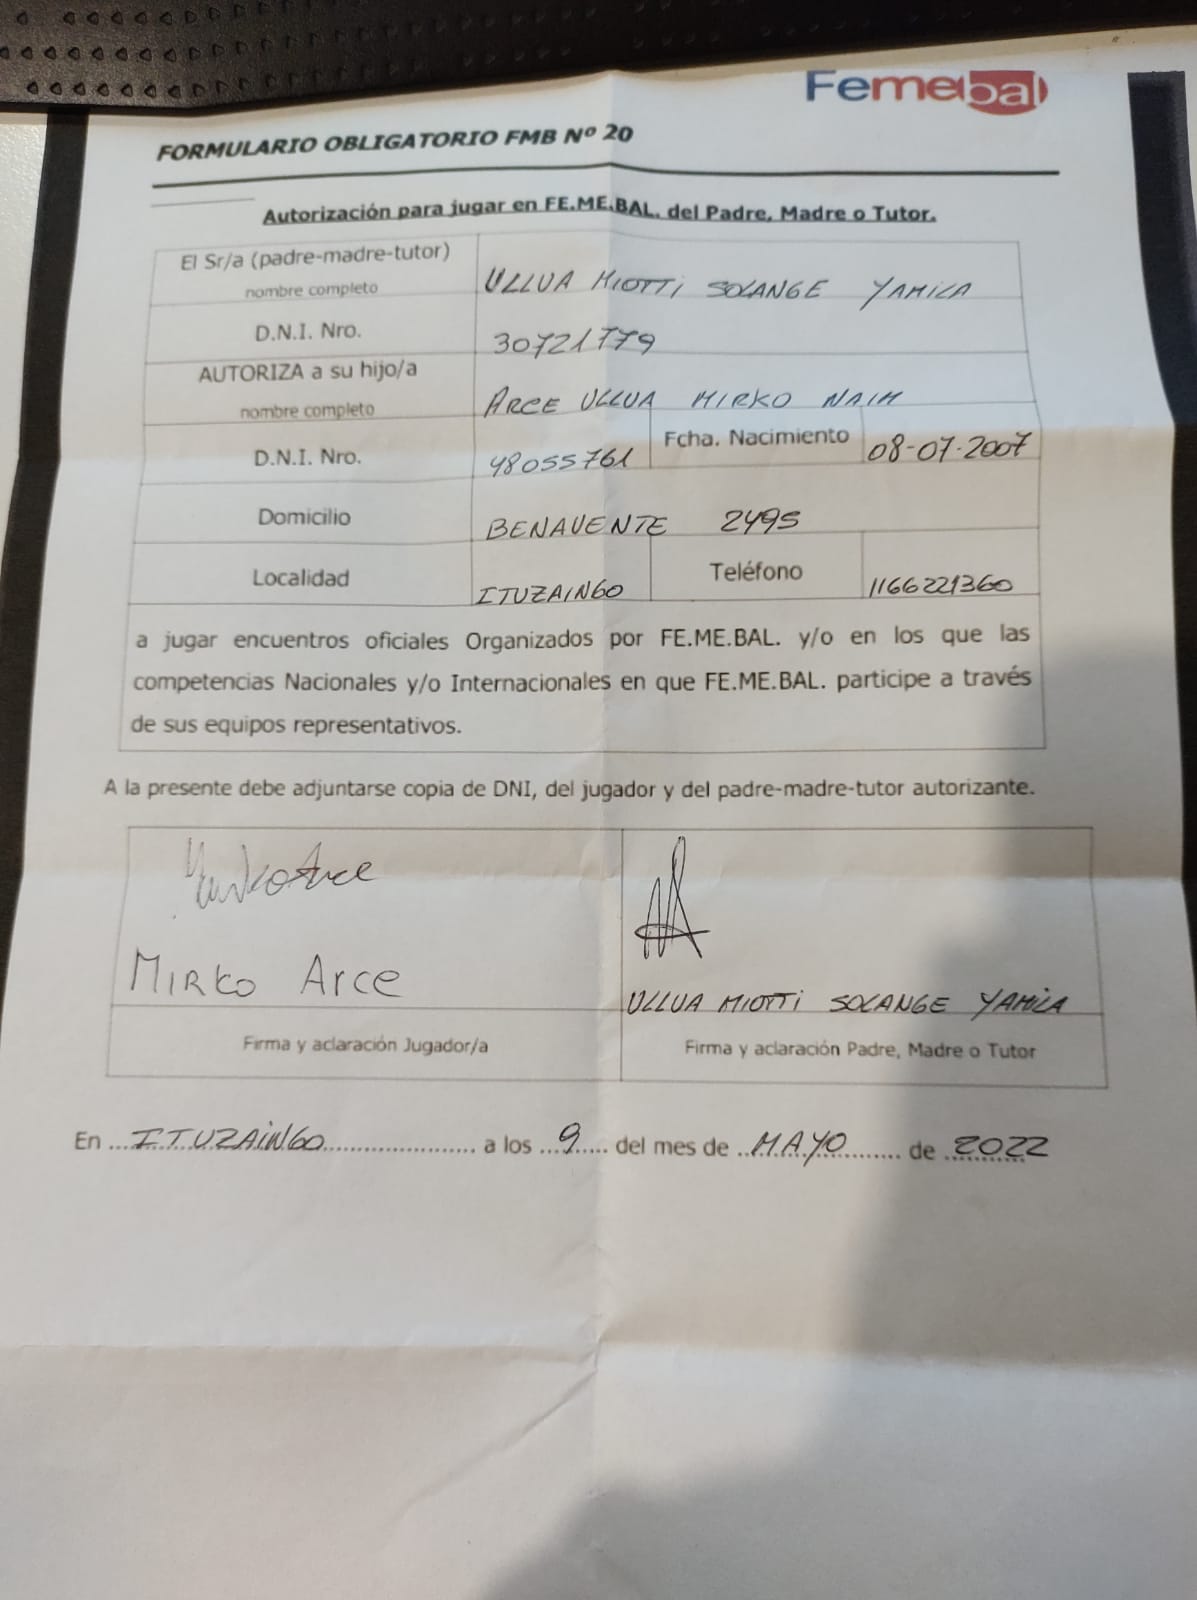 Femebal
FORMULARIO OBLIGATORIO FMB Nº 20
Autorización para jugar en FE.ME.BAL. del Padre, Madre o Tutor.
El Sr/a (padre-madre-tutor)
nombre completo
ULLUA MIOTTI SOLANGE YAMILA
D.N.I. Nro.
30721779
AUTORIZA a su hijo/a
nombre completo
ARCE ULLUA MIRKO NAIM
D.N.I. Nro.
48055761
Fcha. Nacimiento
08-07-2007
Domicilio
BENAVENTE 2495
Localidad
ITUZAINGO
Teléfono
1166221360
a jugar encuentros oficiales Organizados por FE.ME.BAL. y/o en los que las
competencias Nacionales y/o Internacionales en que FE.ME.BAL. participe a través
de sus equipos representativos.
A la presente debe adjuntarse copia de DNI, del jugador y del padre-madre-tutor autorizante.
Mirko Arce
MIRKO Arce
ULLUA MIOTTI SOLANGE YAMILA
Firma y aclaración Jugador/a
Firma y aclaración Padre, Madre o Tutor
En ...ITUZAINGO........................ a los ...9..... del mes de ..MAYO......... de .2022